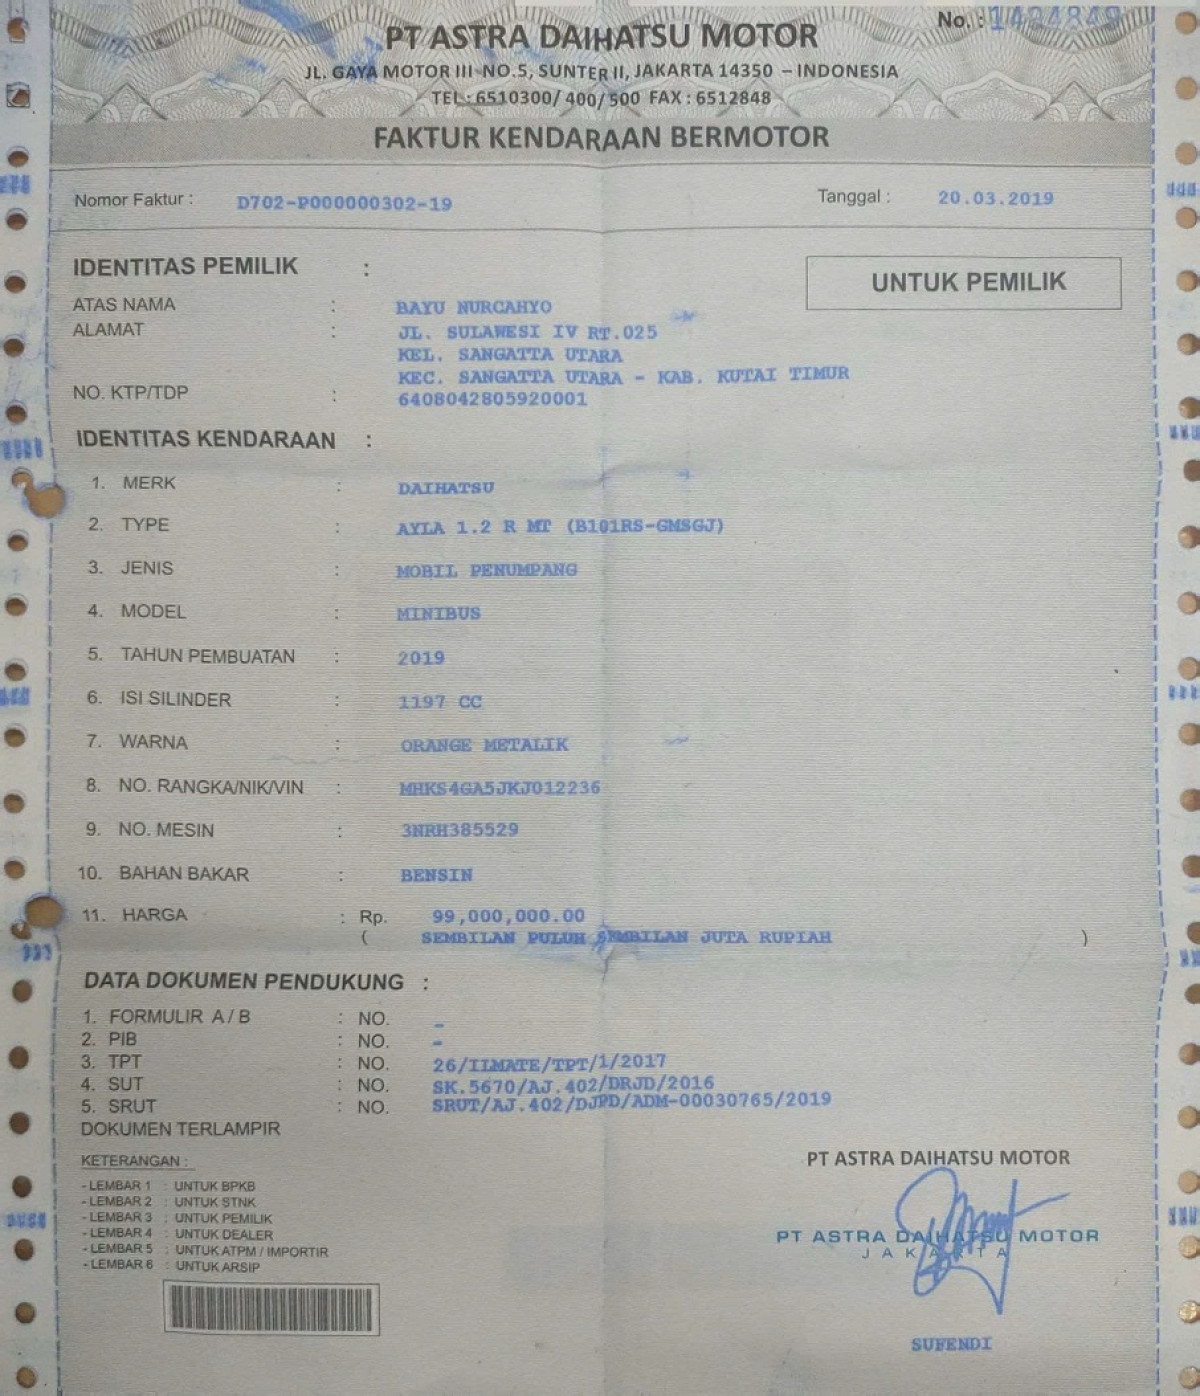 No. : 1494849
PT ASTRA DAIHATSU MOTOR
JL. GAYA MOTOR III NO.5, SUNTER II, JAKARTA 14350 – INDONESIA
TEL : 6510300/ 400/ 500 FAX : 6512848
FAKTUR KENDARAAN BERMOTOR
Nomor Faktur : D702-P000000302-19 Tanggal : 20.03.2019
IDENTITAS PEMILIK : UNTUK PEMILIK
ATAS NAMA : BAYU NURCAHYO
ALAMAT : JL. SULAWESI IV RT.025
KEL. SANGATTA UTARA
KEC. SANGATTA UTARA - KAB. KUTAI TIMUR
NO. KTP/TDP : 6408042805920001
IDENTITAS KENDARAAN :
1. MERK : DAIHATSU
2. TYPE : AYLA 1.2 R MT (B101RS-GMSGJ)
3. JENIS : MOBIL PENUMPANG
4. MODEL : MINIBUS
5. TAHUN PEMBUATAN : 2019
6. ISI SILINDER : 1197 CC
7. WARNA : ORANGE METALIK
8. NO. RANGKA/NIK/VIN : MHKS4GA5JKJ012236
9. NO. MESIN : 3NRH385529
10. BAHAN BAKAR : BENSIN
11. HARGA : Rp. 99,000,000.00
( SEMBILAN PULUH SEMBILAN JUTA RUPIAH )
DATA DOKUMEN PENDUKUNG :
1. FORMULIR A / B : NO. -
2. PIB : NO. -
3. TPT : NO. 26/ILMATE/TPT/1/2017
4. SUT : NO. SK.5670/AJ.402/DRJD/2016
5. SRUT : NO. SRUT/AJ.402/DJPD/ADM-00030765/2019
DOKUMEN TERLAMPIR
KETERANGAN :
- LEMBAR 1 : UNTUK BPKB
- LEMBAR 2 : UNTUK STNK
- LEMBAR 3 : UNTUK PEMILIK
- LEMBAR 4 : UNTUK DEALER
- LEMBAR 5 : UNTUK ATPM / IMPORTIR
- LEMBAR 6 : UNTUK ARSIP
PT ASTRA DAIHATSU MOTOR
PT ASTRA DAIHATSU MOTOR
JAKARTA
SUFENDI